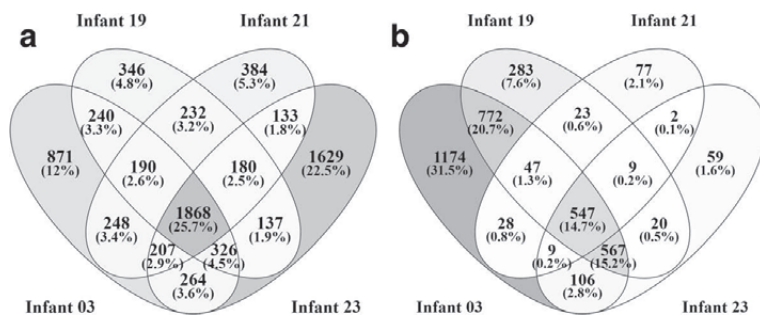 Infant 19 Infant 21
a
346 384
(4.8%) (5.3%)
240 232 133
(3.3%) (3.2%) (1.8%)
871 190 180 1629
(12%) (2.6%) (2.5%) (22.5%)
1868
(25.7%)
248 137
(3.4%) (1.9%)
207 326
(2.9%) (4.5%)
264
(3.6%)
Infant 03 Infant 23
Infant 19 Infant 21
b
283 77
(7.6%) (2.1%)
772 23 2
(20.7%) (0.6%) (0.1%)
1174 47 9 59
(31.5%) (1.3%) (0.2%) (1.6%)
547
(14.7%)
28 20
(0.8%) (0.5%)
9 567
(0.2%) (15.2%)
106
(2.8%)
Infant 03 Infant 23